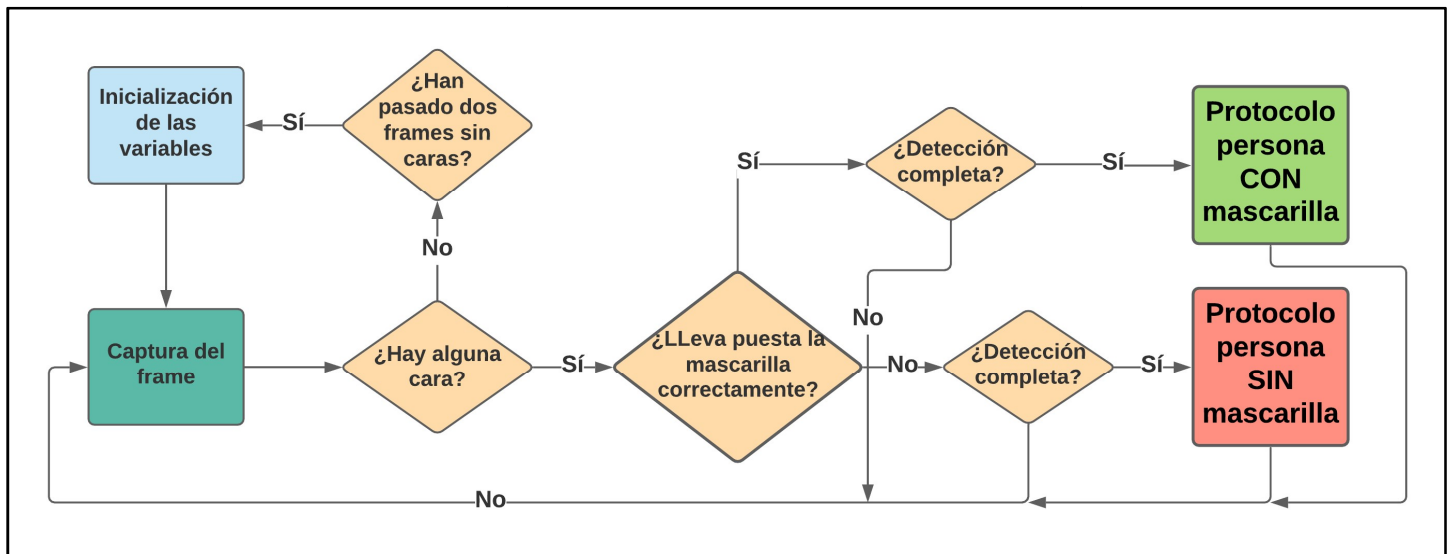 Inicialización
de las
variables
Sí
¿Han
pasado dos
frames sin
caras?
No
Captura del
frame
¿Hay alguna
cara?
Sí
¿LLeva puesta la
mascarilla
correctamente?
Sí
¿Detección
completa?
Sí
Protocolo
persona
CON
mascarilla
No
No
¿Detección
completa?
Sí
Protocolo
persona
SIN
mascarilla
No